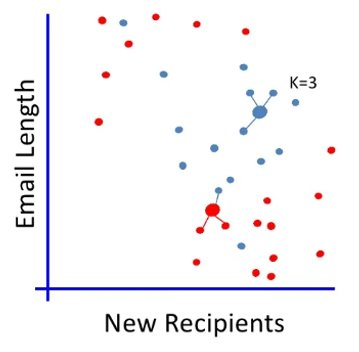 K=3
Email Length
New Recipients